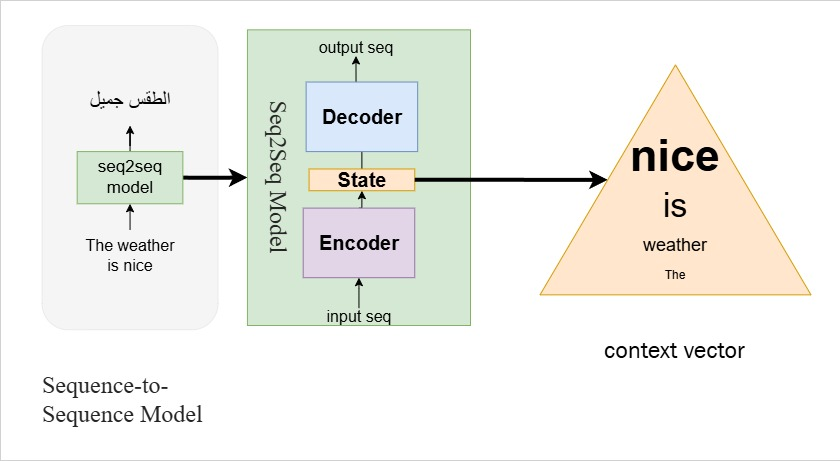 الطقس جميل
seq2seq
model
The weather
is nice
Sequence-to-
Sequence Model
output seq
Decoder
Seq2Seq Model
State
Encoder
input seq
nice
is
weather
The
context vector